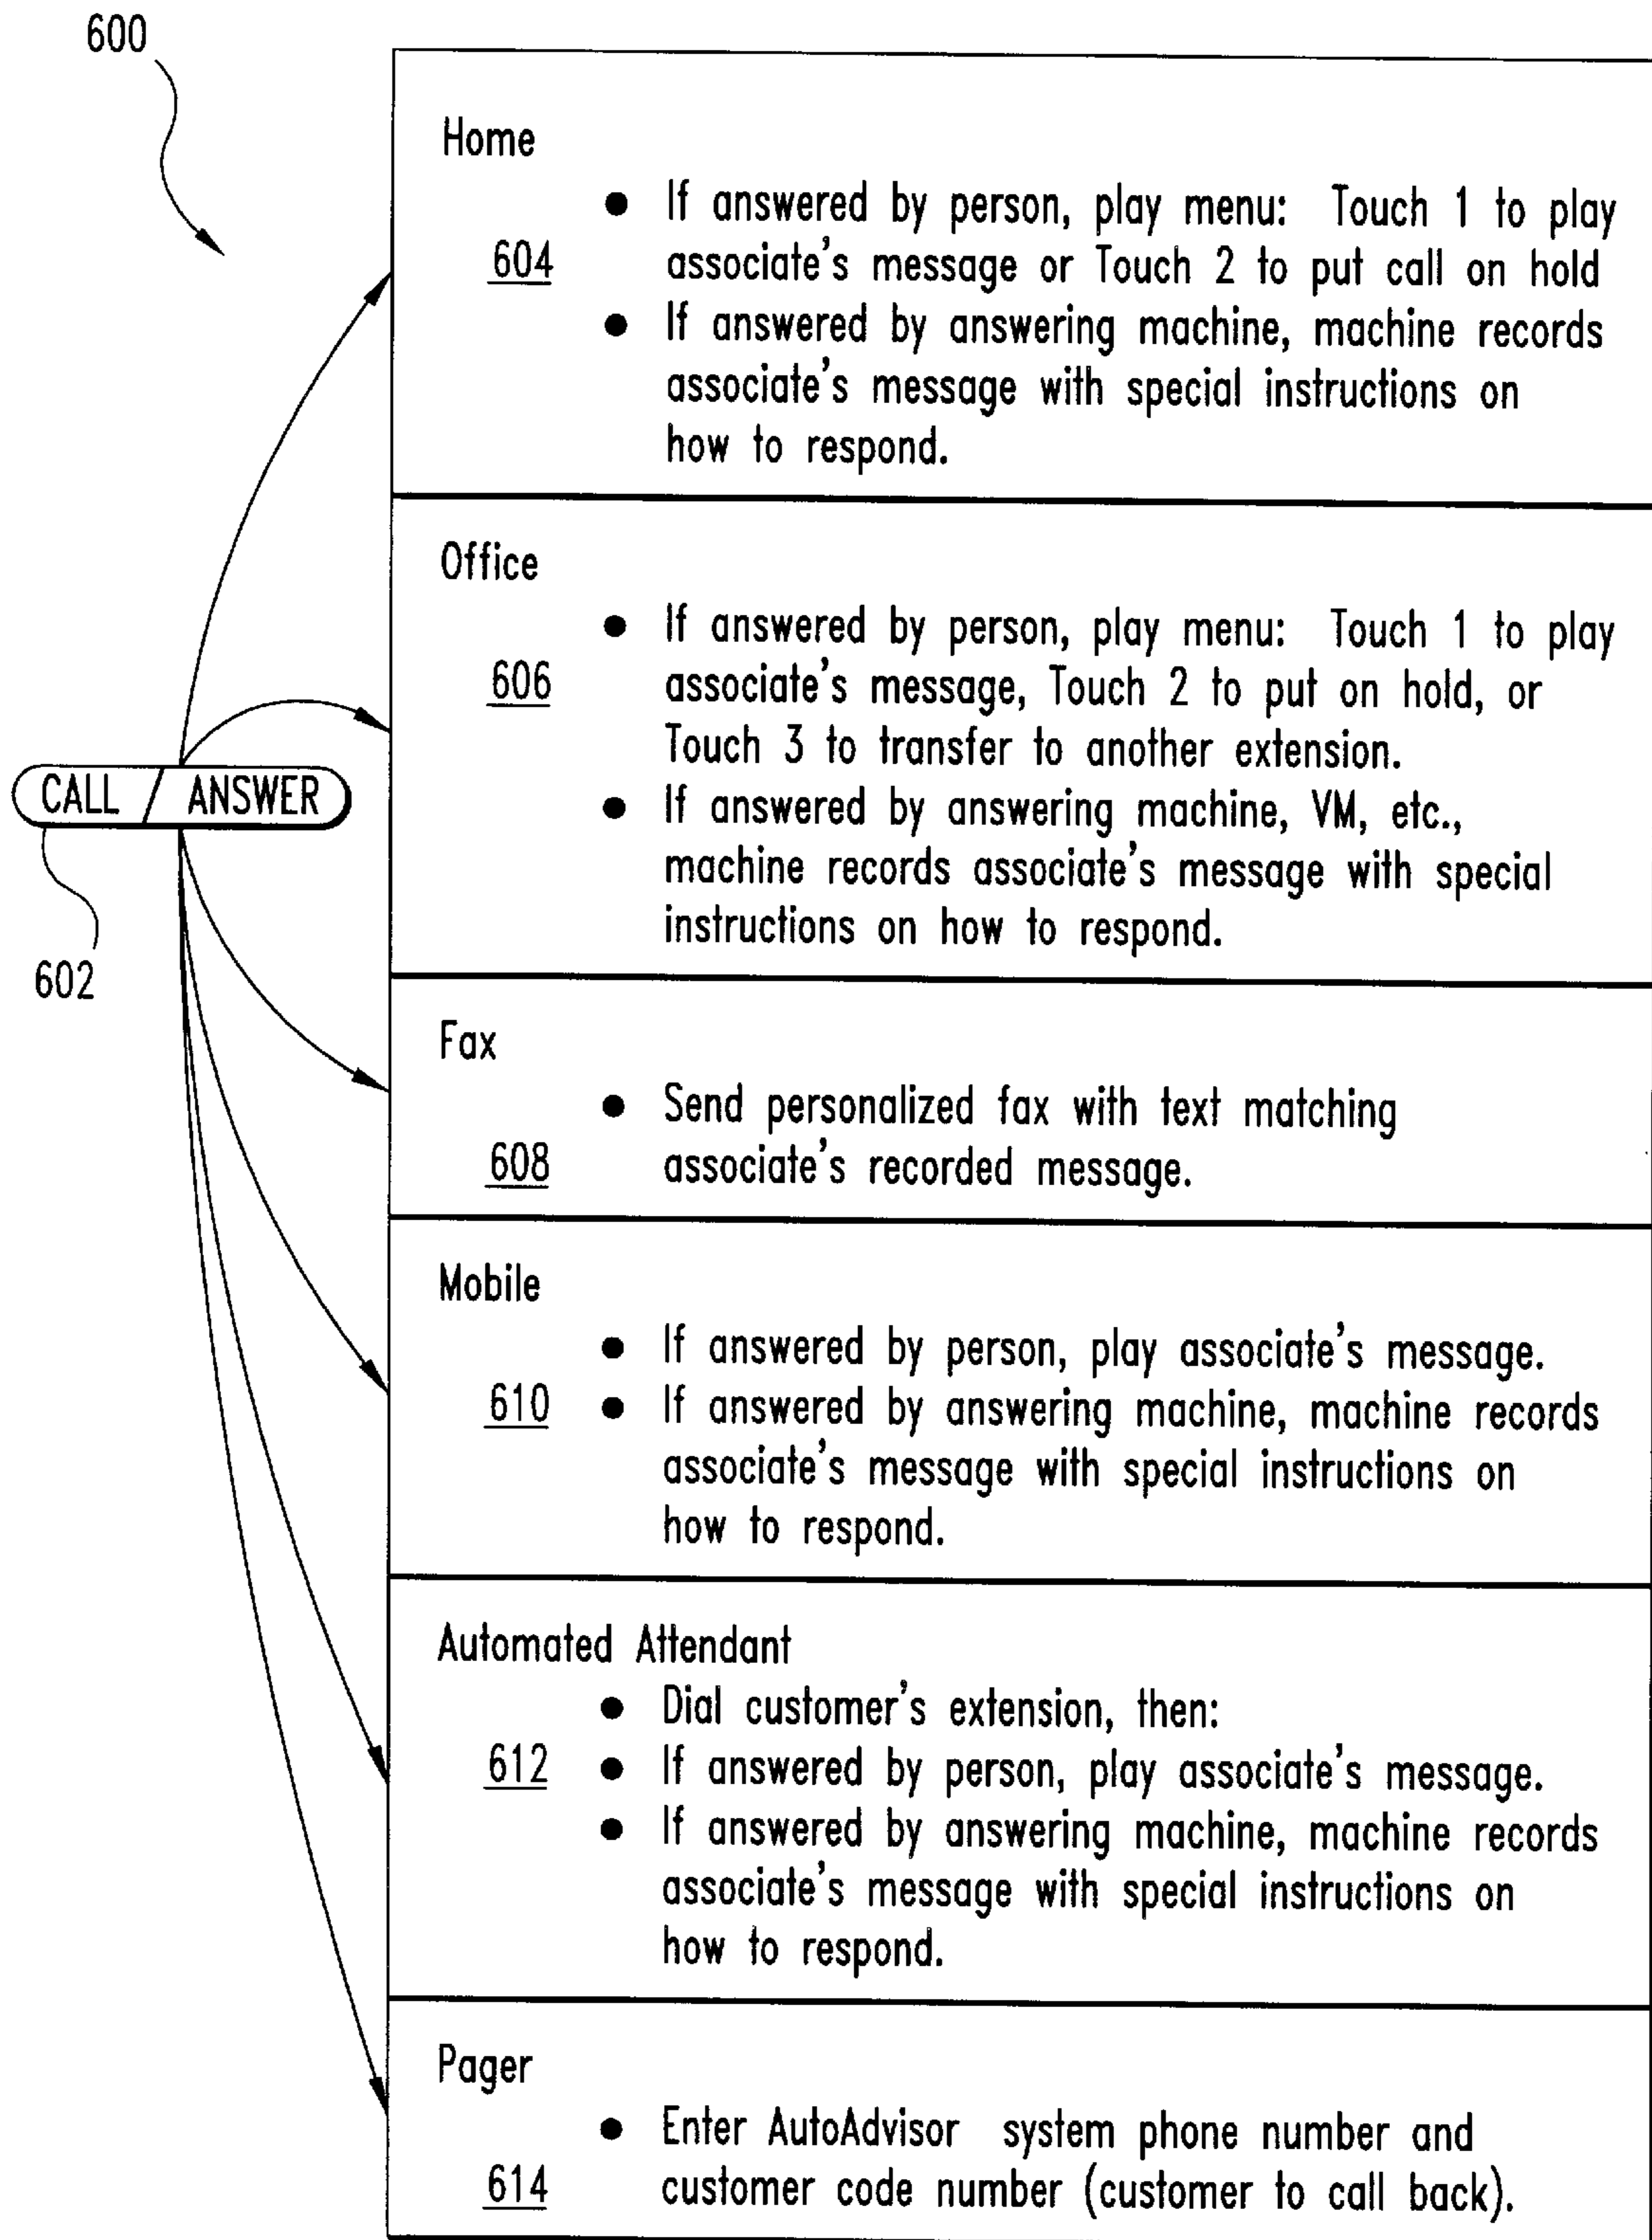 600
Home
● If answered by person, play menu: Touch 1 to play
604 associate's message or Touch 2 to put call on hold
● If answered by answering machine, machine records
associate's message with special instructions on
how to respond.
Office
● If answered by person, play menu: Touch 1 to play
606 associate's message, Touch 2 to put on hold, or
Touch 3 to transfer to another extension.
CALL / ANSWER
● If answered by answering machine, VM, etc.,
machine records associate's message with special
instructions on how to respond.
602
Fax
● Send personalized fax with text matching
608 associate's recorded message.
Mobile
● If answered by person, play associate's message.
610 ● If answered by answering machine, machine records
associate's message with special instructions on
how to respond.
Automated Attendant
● Dial customer's extension, then:
612 ● If answered by person, play associate's message.
● If answered by answering machine, machine records
associate's message with special instructions on
how to respond.
Pager
● Enter AutoAdvisor system phone number and
614 customer code number (customer to call back).